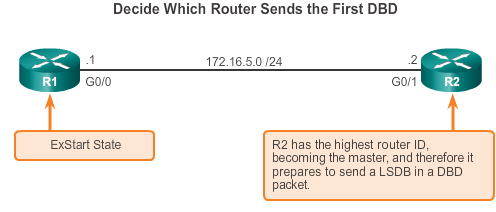 Decide Which Router Sends the First DBD
.1
172.16.5.0 /24
.2
R1
G0/0
G0/1
R2
ExStart State
R2 has the highest router ID,
becoming the master, and therefore it
prepares to send a LSDB in a DBD
packet.